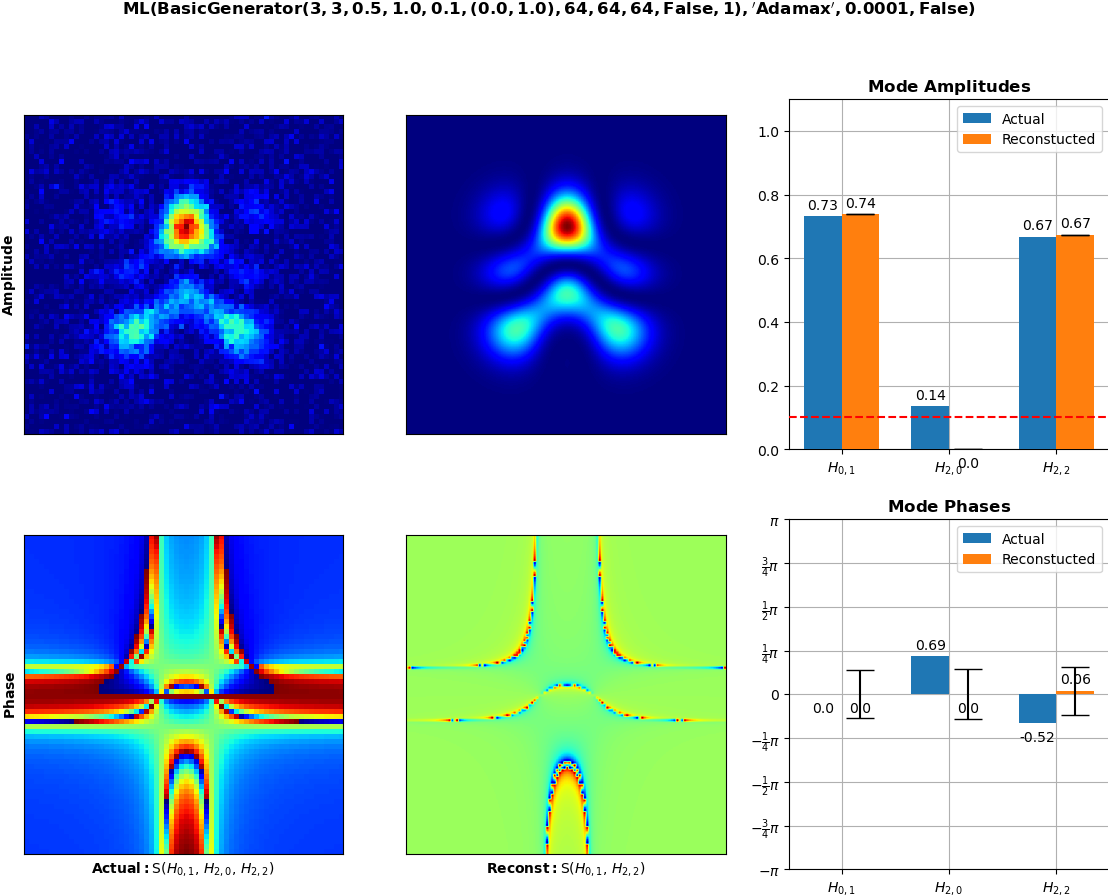 ML(BasicGenerator(3, 3, 0.5, 1.0, 0.1, (0.0, 1.0), 64, 64, 64, False, 1), ′Adamax′, 0.0001, False)
Amplitude
Mode Amplitudes
Actual
Reconstucted
1.0
0.8
0.6
0.4
0.2
0.0
0.73
0.74
0.14
0.0
0.67
0.67
H0, 1
H2, 0
H2, 2
Phase
Actual: S(H0, 1, H2, 0, H2, 2)
Reconst: S(H0, 1, H2, 2)
Mode Phases
Actual
Reconstucted
π
3/4π
1/2π
1/4π
0
−1/4π
−1/2π
−3/4π
−π
0.0
0.0
0.69
0.0
-0.52
0.06
H0, 1
H2, 0
H2, 2